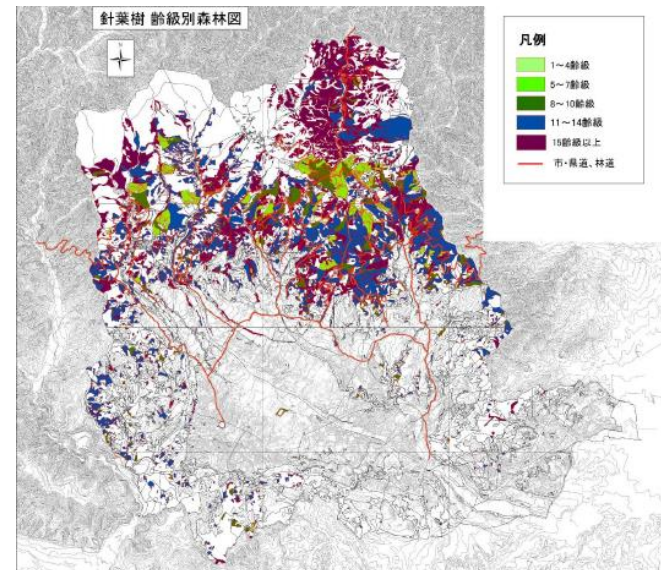 針葉樹 齢級別森林図
N
凡例
1～4齢級
5～7齢級
8～10齢級
11～14齢級
15齢級以上
市・県道、林道